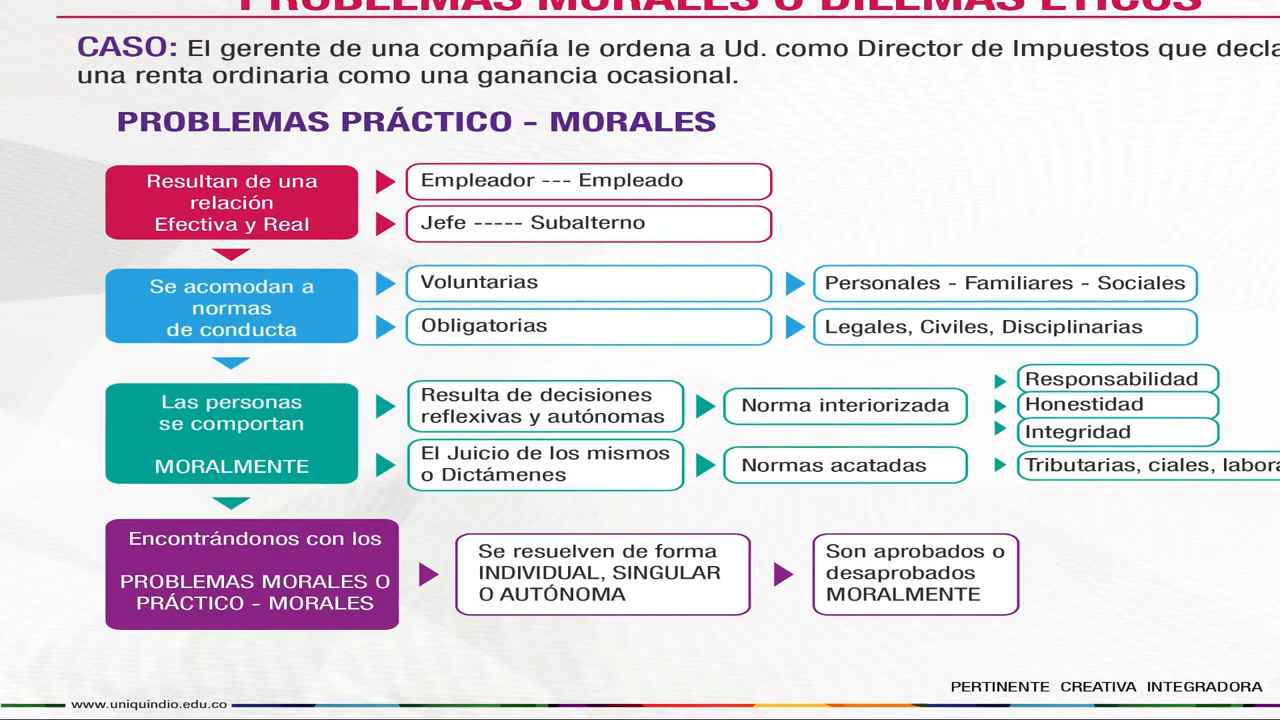 PROBLEMAS MORALES O DILEMAS ÉTICOS
CASO: El gerente de una compañía le ordena a Ud. como Director de Impuestos que decla
una renta ordinaria como una ganancia ocasional.
PROBLEMAS PRÁCTICO - MORALES
Resultan de una
relación
Efectiva y Real
Empleador --- Empleado
Jefe ----- Subalterno
Se acomodan a
normas
de conducta
Voluntarias
Personales - Familiares - Sociales
Obligatorias
Legales, Civiles, Disciplinarias
Las personas
se comportan
MORALMENTE
Resulta de decisiones
reflexivas y autónomas
Norma interiorizada
Responsabilidad
Honestidad
Integridad
El Juicio de los mismos
o Dictámenes
Normas acatadas
Tributarias, ciales, labora
Encontrándonos con los
PROBLEMAS MORALES O
PRÁCTICO - MORALES
Se resuelven de forma
INDIVIDUAL, SINGULAR
O AUTÓNOMA
Son aprobados o
desaprobados
MORALMENTE
PERTINENTE CREATIVA INTEGRADORA
www.uniquindio.edu.co